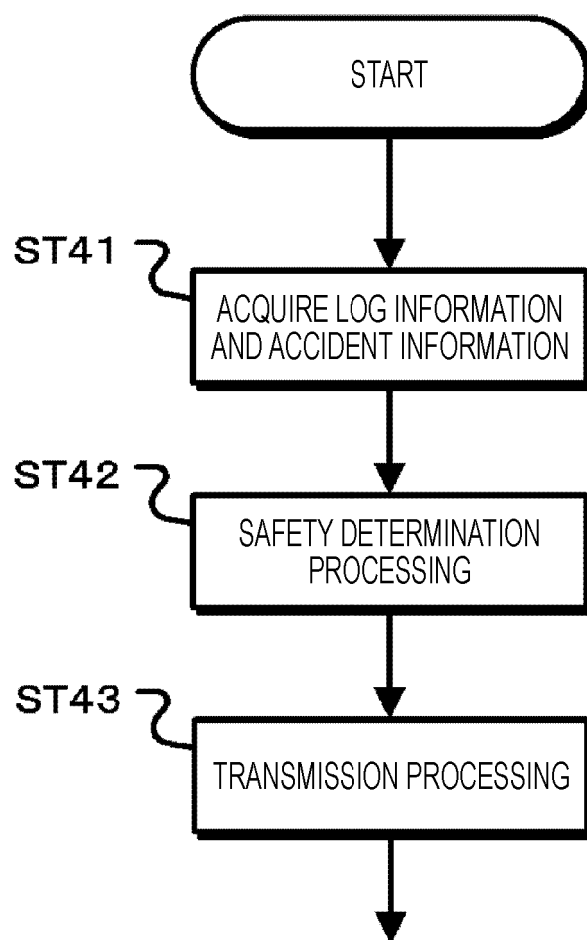 START
ST41
ACQUIRE LOG INFORMATION
AND ACCIDENT INFORMATION
ST42
SAFETY DETERMINATION
PROCESSING
ST43
TRANSMISSION PROCESSING